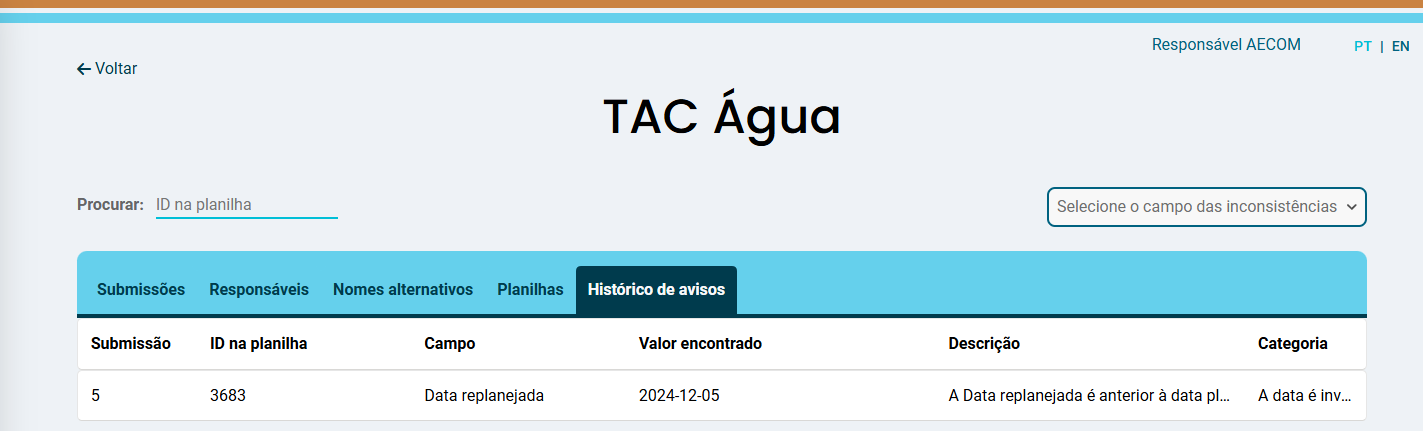 Responsável AECOM
PT | EN
← Voltar
TAC Água
Procurar: ID na planilha
Selecione o campo das inconsistências
Submissões Responsáveis Nomes alternativos Planilhas Histórico de avisos
Submissão ID na planilha Campo Valor encontrado Descrição Categoria
5 3683 Data replanejada 2024-12-05 A Data replanejada é anterior à data pl... A data é inv...